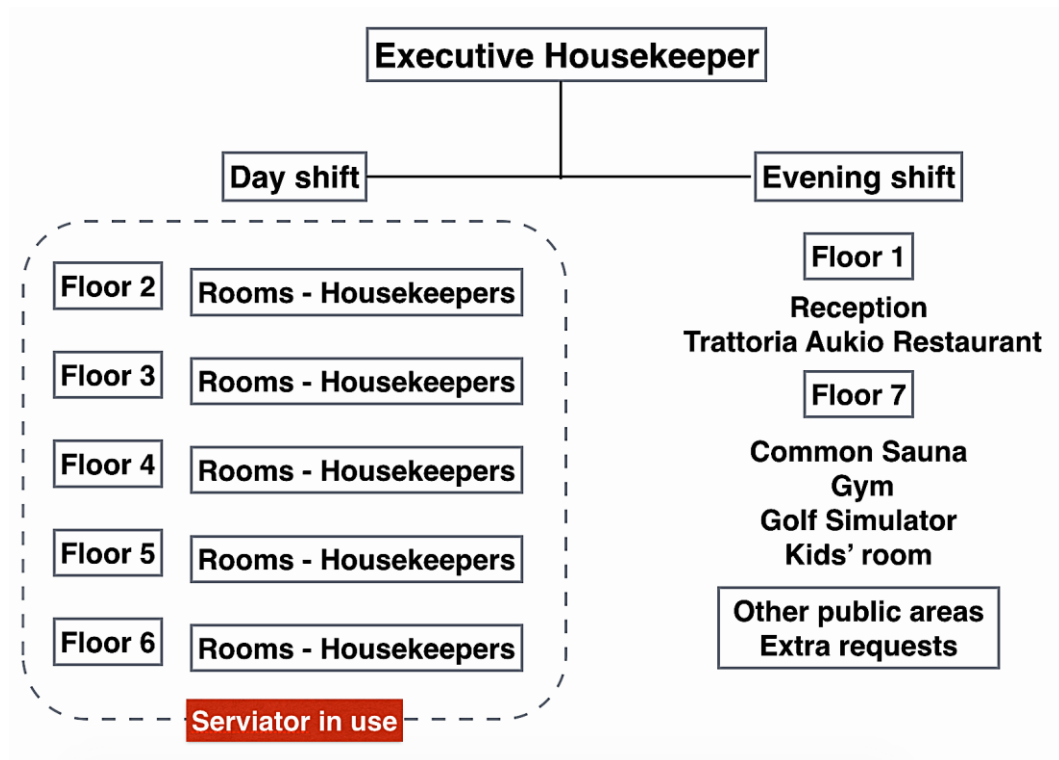 Executive Housekeeper
Day shift
Evening shift
Floor 2
Rooms - Housekeepers
Floor 3
Rooms - Housekeepers
Floor 4
Rooms - Housekeepers
Floor 5
Rooms - Housekeepers
Floor 6
Rooms - Housekeepers
Serviator in use
Floor 1
Reception
Trattoria Aukio Restaurant
Floor 7
Common Sauna
Gym
Golf Simulator
Kids’ room
Other public areas
Extra requests